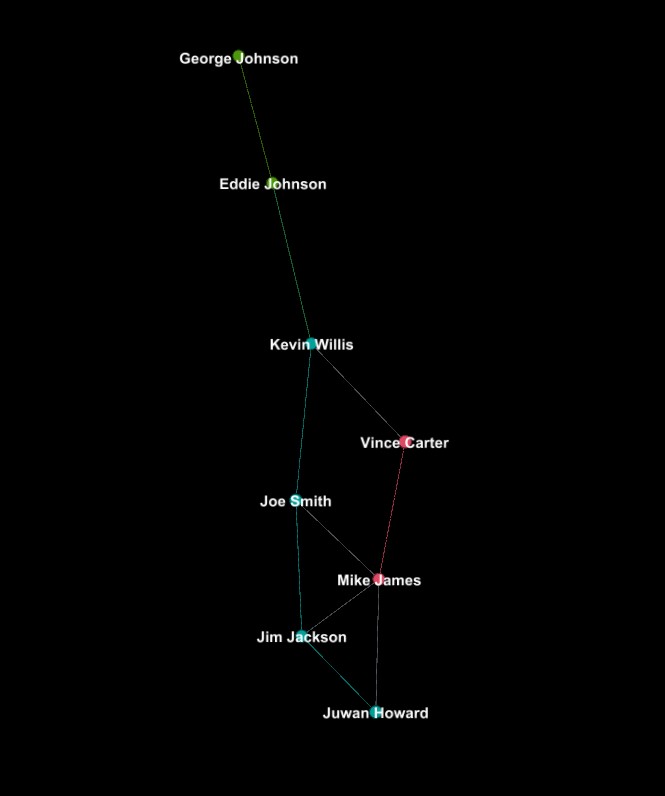 George Johnson
Eddie Johnson
Kevin Willis
Vince Carter
Joe Smith
Mike James
Jim Jackson
Juwan Howard